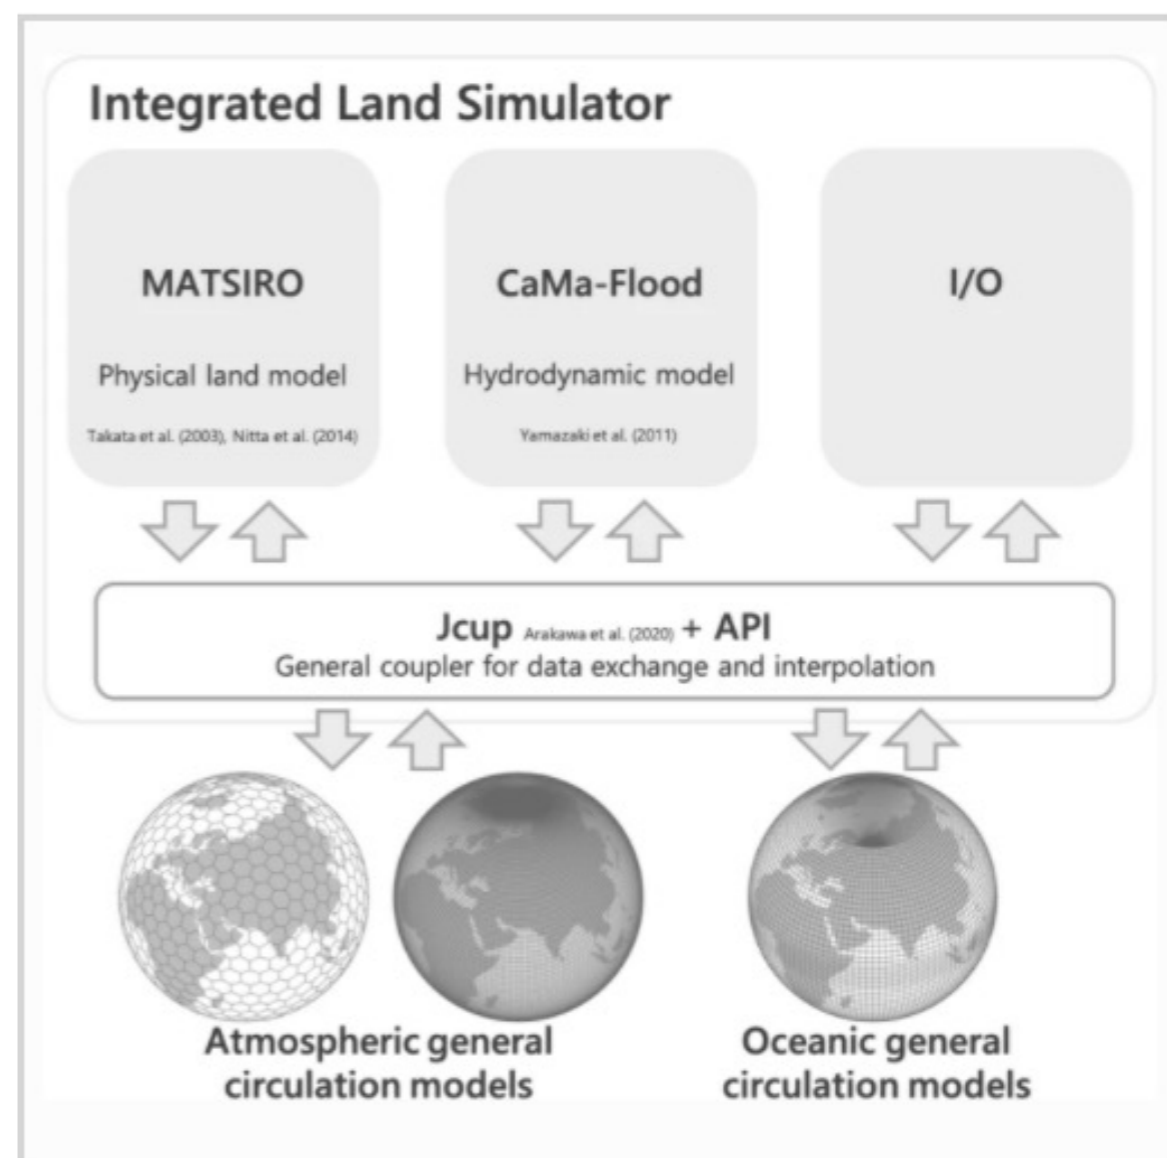 Integrated Land Simulator
MATSIRO
Physical land model
Takata et al. (2003), Nitta et al. (2014)
CaMa-Flood
Hydrodynamic model
Yamazaki et al. (2011)
I/O
Jcup Arakawa et al. (2020) + API
General coupler for data exchange and interpolation
Atmospheric general
circulation models
Oceanic general
circulation models